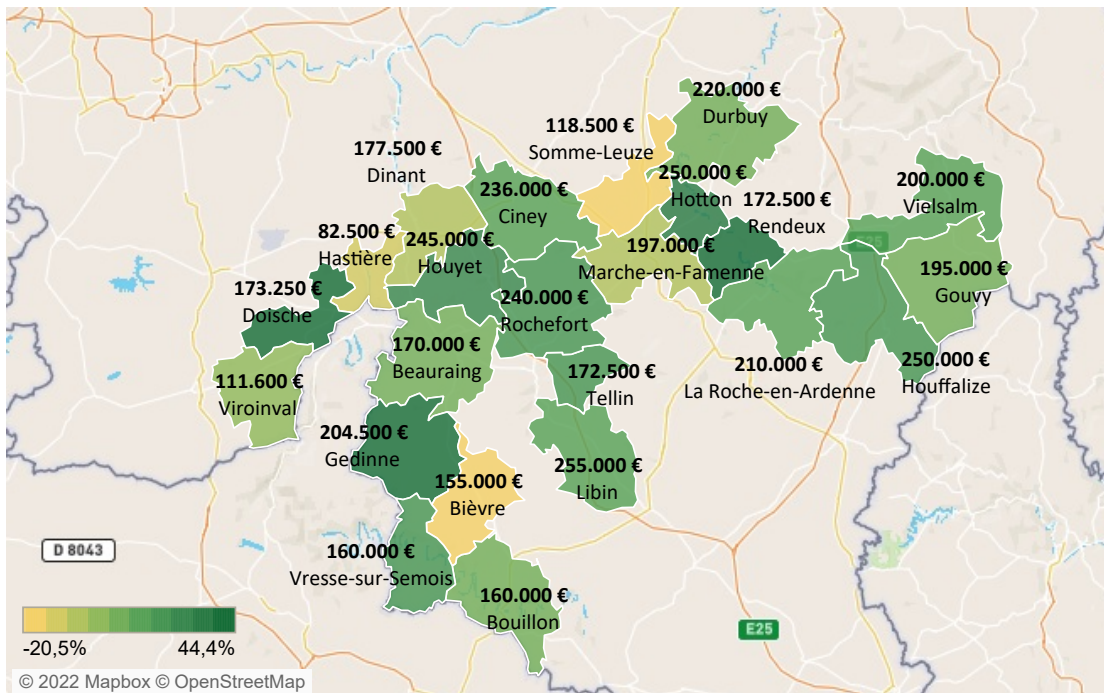 220.000 €
Durbuy
118.500 €
Somme-Leuze
177.500 €
Dinant
250.000 €
Hotton
172.500 €
Rendeux
200.000 €
Vielsalm
236.000 €
Ciney
82.500 €
Hastière
245.000 €
Houyet
197.000 €
Marche-en-Famenne
E25
195.000 €
Gouvy
173.250 €
Doische
240.000 €
Rochefort
170.000 €
Beauraing
172.500 €
Tellin
210.000 €
La Roche-en-Ardenne
250.000 €
Houffalize
111.600 €
Viroinval
204.500 €
Gedinne
155.000 €
Bièvre
255.000 €
Libin
D 8043
160.000 €
Vresse-sur-Semois
160.000 €
Bouillon
E25
-20,5% 44,4%
© 2022 Mapbox © OpenStreetMap